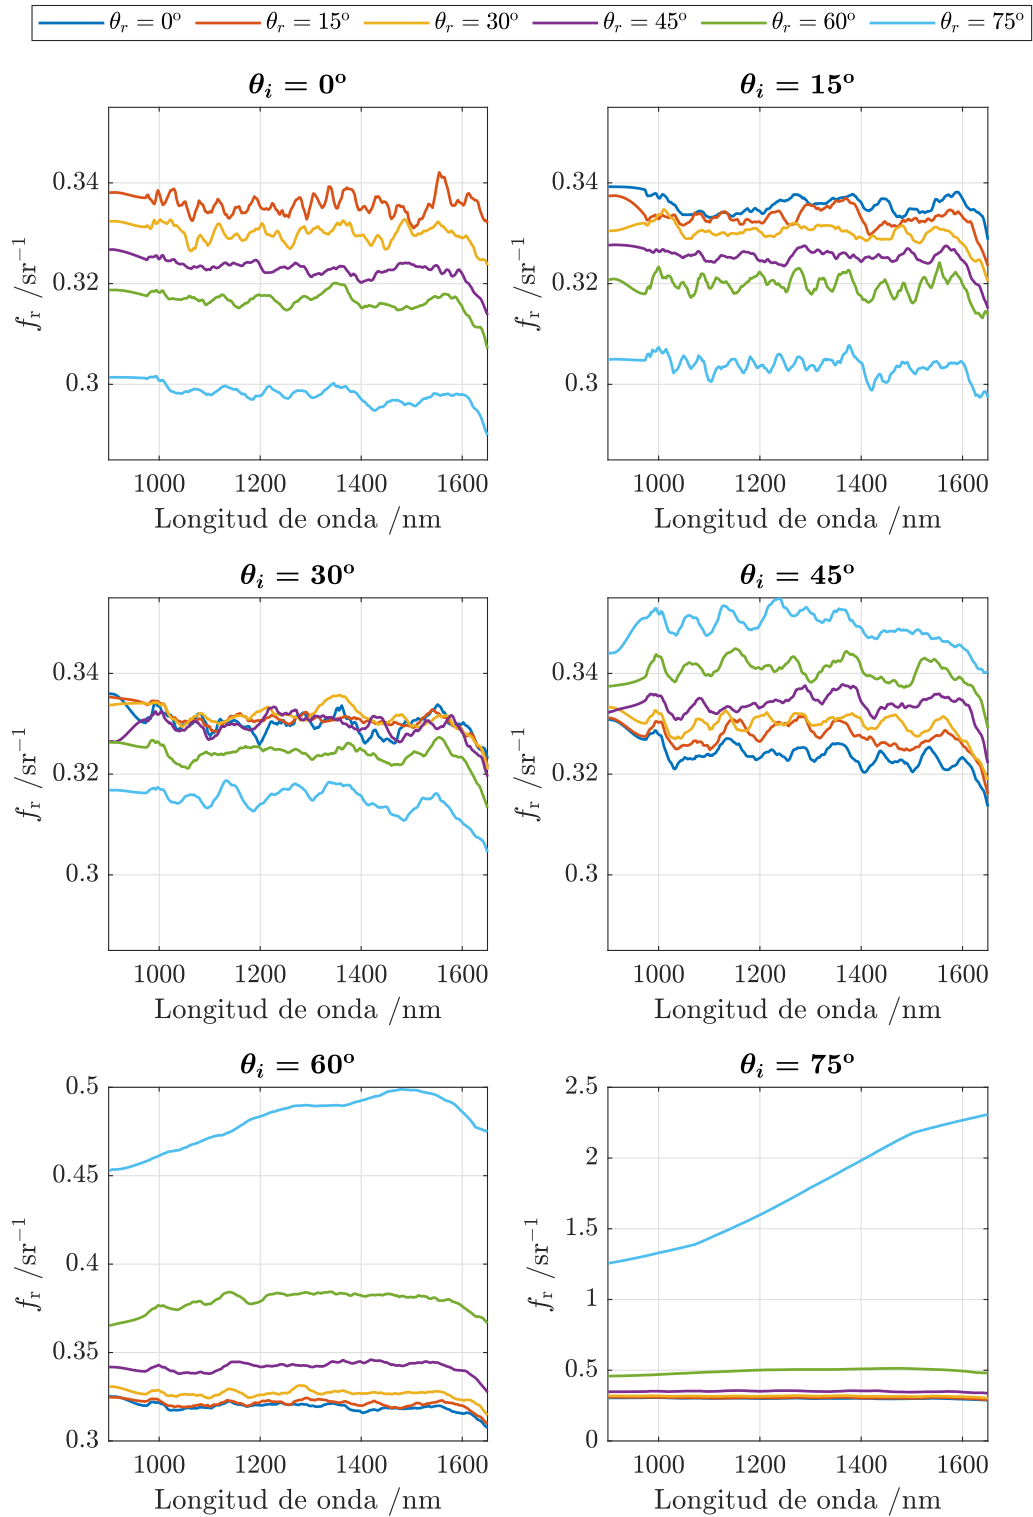 θr = 0º θr = 15º θr = 30º θr = 45º θr = 60º θr = 75º
θi = 0º
0.34
0.32
0.3
fr /sr−1
1000 1200 1400 1600
Longitud de onda /nm
θi = 15º
0.34
0.32
0.3
fr /sr−1
1000 1200 1400 1600
Longitud de onda /nm
θi = 30º
0.34
0.32
0.3
fr /sr−1
1000 1200 1400 1600
Longitud de onda /nm
θi = 45º
0.34
0.32
0.3
fr /sr−1
1000 1200 1400 1600
Longitud de onda /nm
θi = 60º
0.5
0.45
0.4
0.35
0.3
fr /sr−1
1000 1200 1400 1600
Longitud de onda /nm
θi = 75º
2.5
2
1.5
1
0.5
0
fr /sr−1
1000 1200 1400 1600
Longitud de onda /nm